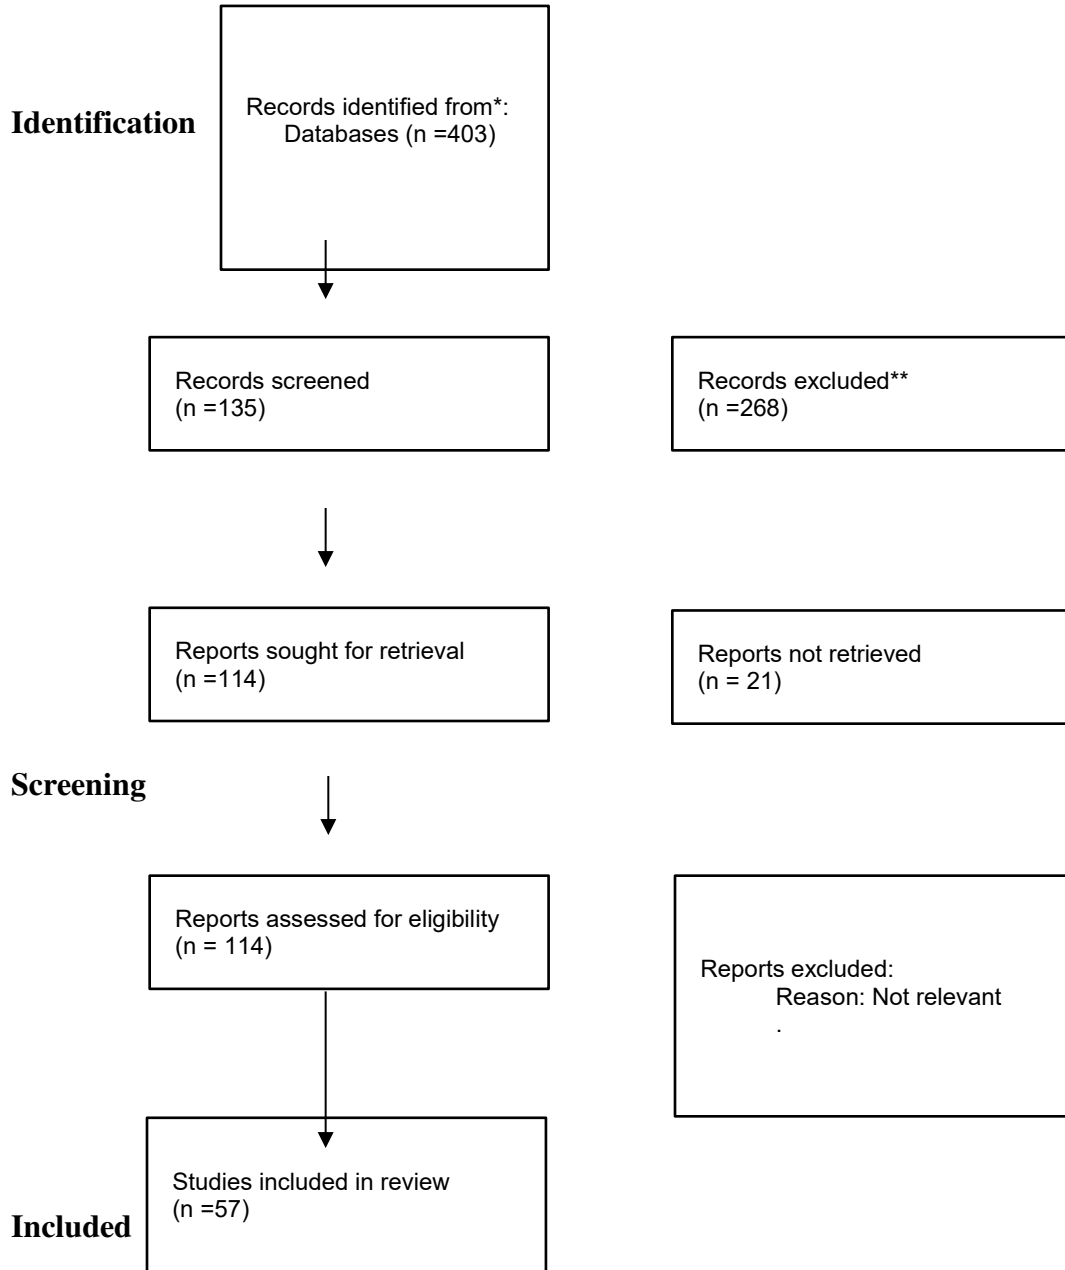 Identification
Records identified from*:
Databases (n =403)
Records screened
(n =135)
Records excluded**
(n =268)
Reports sought for retrieval
(n =114)
Reports not retrieved
(n = 21)
Screening
Reports assessed for eligibility
(n = 114)
Reports excluded:
Reason: Not relevant
.
Studies included in review
(n =57)
Included